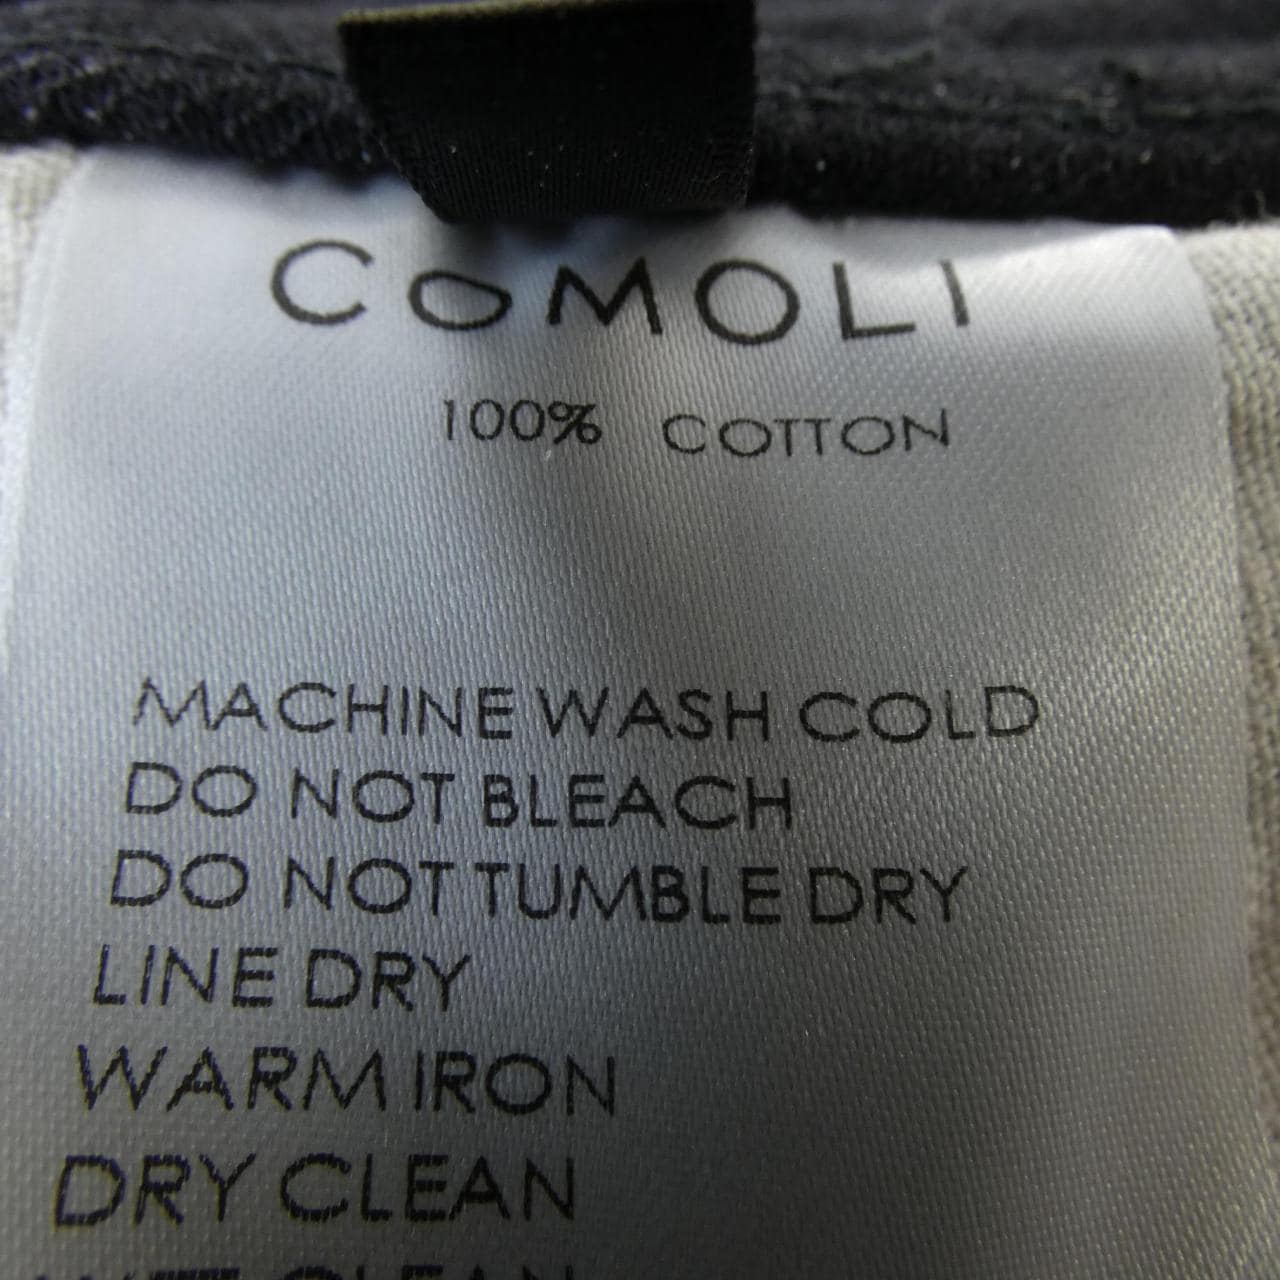 COMOLI
100% COTTON
MACHINE WASH COLD
DO NOT BLEACH
DO NOT TUMBLE DRY
LINE DRY
WARM IRON
DRY CLEAN
CLEAN